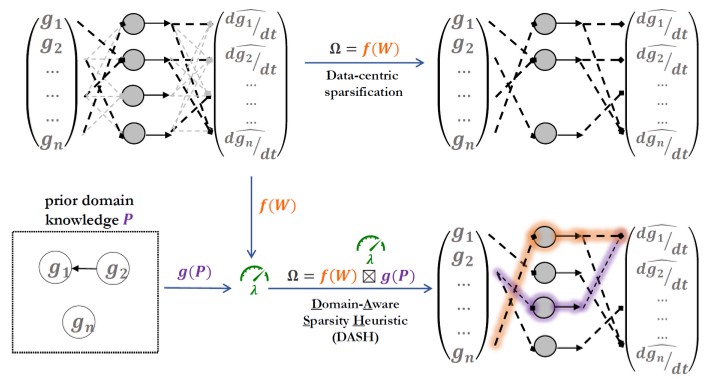 g₁
g₂
...
...
gₙ
dg₁̂/dt
dg₂̂/dt
...
...
dgₙ̂/dt
Ω = f(W)
Data-centric
sparsification
g₁
g₂
...
...
gₙ
dg₁̂/dt
dg₂̂/dt
...
...
...
dgₙ̂/dt
f(W)
prior domain
knowledge P
g₁
g₂
gₙ
g(P)
λ
λ
Ω = f(W) ⊠ g(P)
Domain-Aware
Sparsity Heuristic
(DASH)
g₁
g₂
...
...
gₙ
dg₁̂/dt
dg₂̂/dt
...
...
...
dgₙ̂/dt